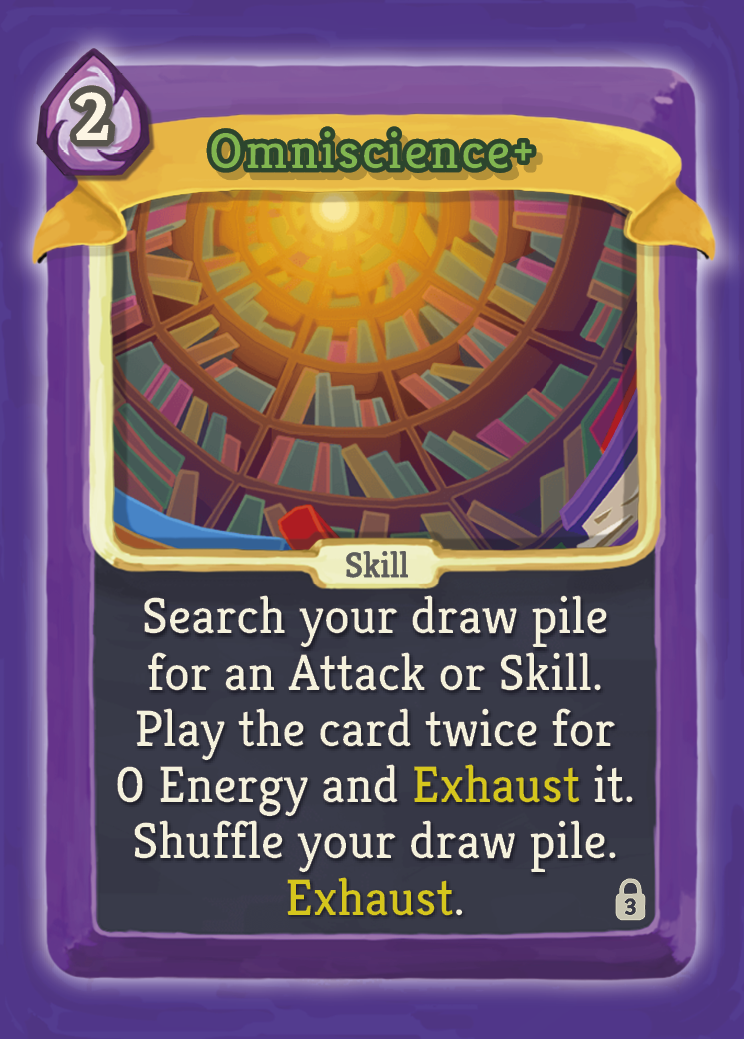 2
Omniscience+
Skill
Search your draw pile
for an Attack or Skill.
Play the card twice for
0 Energy and Exhaust it.
Shuffle your draw pile.
Exhaust.
3